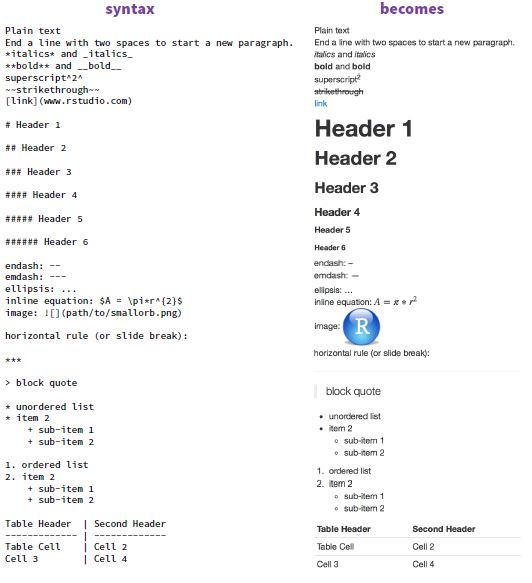 syntax
Plain text
End a line with two spaces to start a new paragraph.
*italics* and _italics_
**bold** and __bold__
superscript^2^
~~strikethrough~~
[link](www.rstudio.com)
# Header 1
## Header 2
### Header 3
#### Header 4
##### Header 5
###### Header 6
endash: --
emdash: ---
ellipsis: ...
inline equation: $A = \pi*r^{2}$
image: ![](path/to/smallorb.png)
horizontal rule (or slide break):
***
> block quote
* unordered list
* item 2
    + sub-item 1
    + sub-item 2
1. ordered list
2. item 2
    + sub-item 1
    + sub-item 2
Table Header  | Second Header
------------- | -------------
Table Cell    | Cell 2
Cell 3        | Cell 4
becomes
Plain text
End a line with two spaces to start a new paragraph.
italics and italics
bold and bold
superscript²
strikethrough
link
Header 1
Header 2
Header 3
Header 4
Header 5
Header 6
endash: –
emdash: —
ellipsis: …
inline equation: A = π * r²
image: R
horizontal rule (or slide break):
block quote
• unordered list
• item 2
◦ sub-item 1
◦ sub-item 2
1. ordered list
2. item 2
◦ sub-item 1
◦ sub-item 2
Table Header Second Header
Table Cell Cell 2
Cell 3 Cell 4